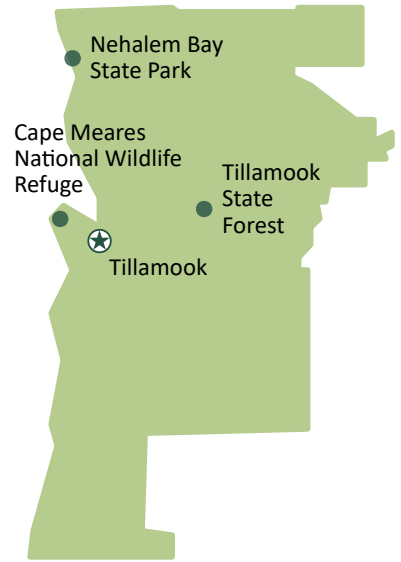 Nehalem Bay
State Park
Cape Meares
National Wildlife
Refuge
Tillamook
State
Forest
Tillamook